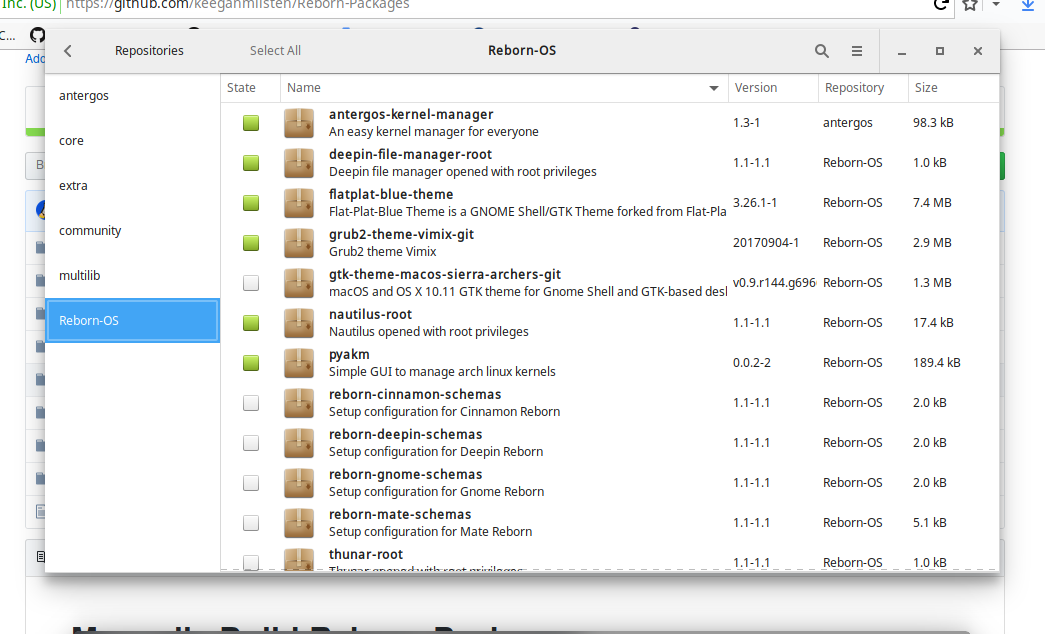 Inc. (US) https://github.com/keeganmilsten/Reborn-Packages
C...
Add
Repositories Select All Reborn-OS
antergos
core
extra
community
multilib
Reborn-OS
State Name Version Repository Size
antergos-kernel-manager
An easy kernel manager for everyone
1.3-1 antergos 98.3 kB
deepin-file-manager-root
Deepin file manager opened with root privileges
1.1-1.1 Reborn-OS 1.0 kB
flatplat-blue-theme
Flat-Plat-Blue Theme is a GNOME Shell/GTK Theme forked from Flat-Pla
3.26.1-1 Reborn-OS 7.4 MB
grub2-theme-vimix-git
Grub2 theme Vimix
20170904-1 Reborn-OS 2.9 MB
gtk-theme-macos-sierra-archers-git
macOS and OS X 10.11 GTK theme for Gnome Shell and GTK-based desl
v0.9.r144.g696 Reborn-OS 1.3 MB
nautilus-root
Nautilus opened with root privileges
1.1-1.1 Reborn-OS 17.4 kB
pyakm
Simple GUI to manage arch linux kernels
0.0.2-2 Reborn-OS 189.4 kB
reborn-cinnamon-schemas
Setup configuration for Cinnamon Reborn
1.1-1.1 Reborn-OS 2.0 kB
reborn-deepin-schemas
Setup configuration for Deepin Reborn
1.1-1.1 Reborn-OS 2.0 kB
reborn-gnome-schemas
Setup configuration for Gnome Reborn
1.1-1.1 Reborn-OS 2.0 kB
reborn-mate-schemas
Setup configuration for Mate Reborn
1.1-1.1 Reborn-OS 5.1 kB
thunar-root
Thunar opened with root privileges
1.1-1.1 Reborn-OS 1.0 kB